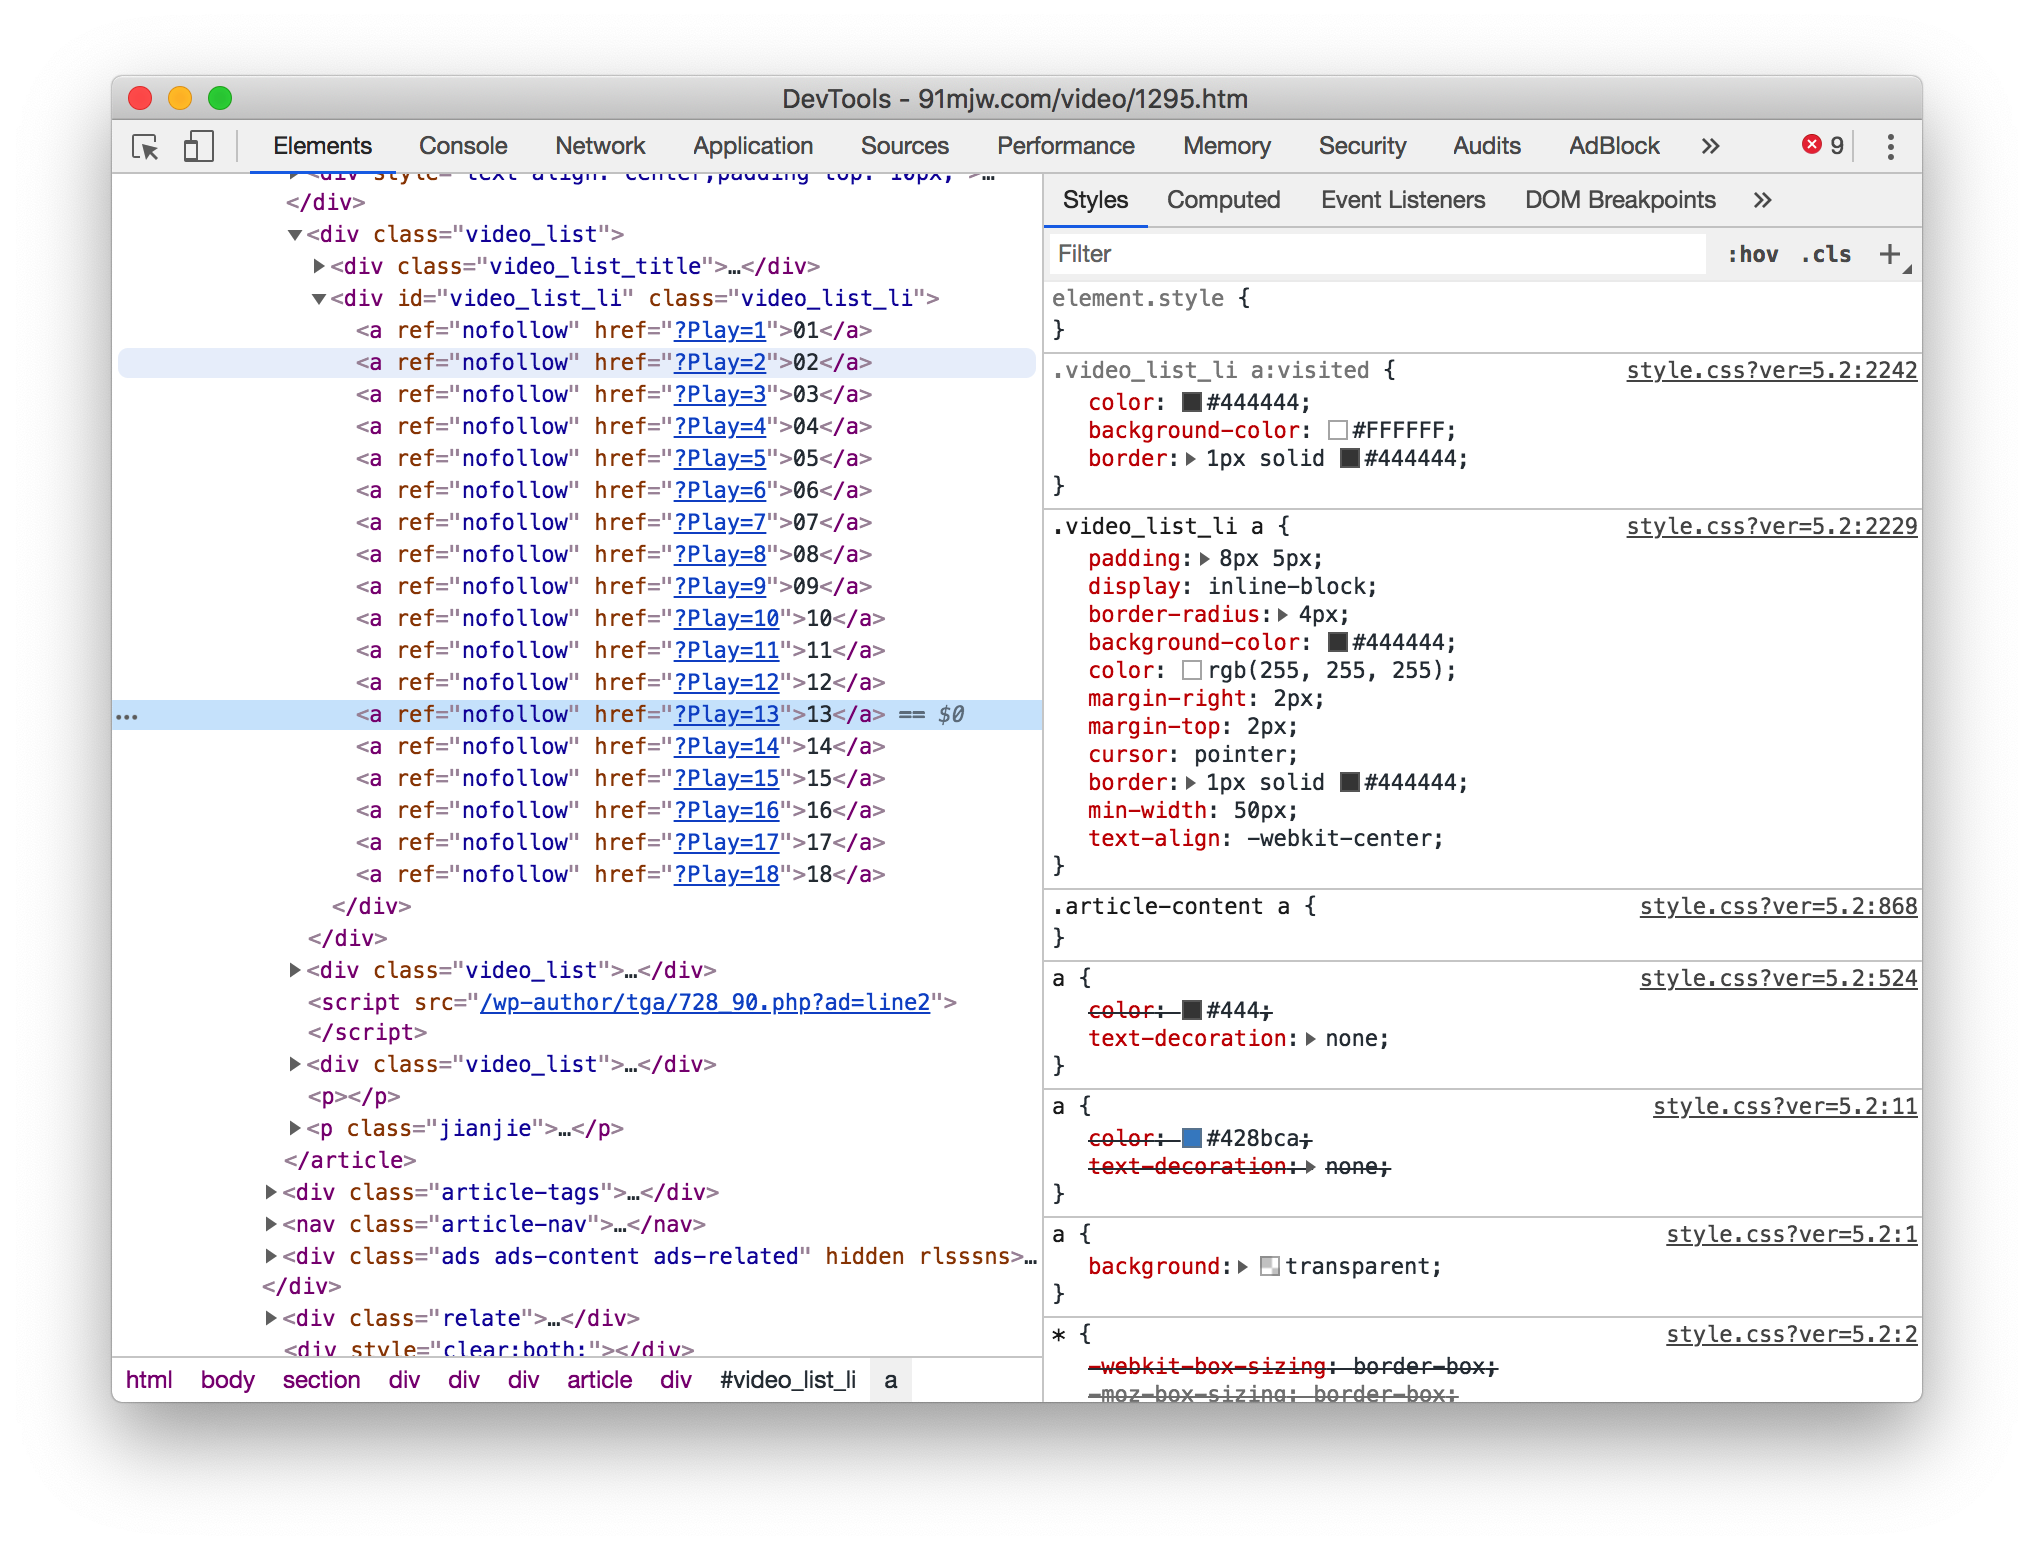 DevTools - 91mjw.com/video/1295.htm
Elements Console Network Application Sources Performance Memory Security Audits AdBlock » 9
<div style="text-align: center;padding-top: 10px;">…
</div>
<div class="video_list">
<div class="video_list_title">…</div>
<div id="video_list_li" class="video_list_li">
<a ref="nofollow" href="?Play=1">01</a>
<a ref="nofollow" href="?Play=2">02</a>
<a ref="nofollow" href="?Play=3">03</a>
<a ref="nofollow" href="?Play=4">04</a>
<a ref="nofollow" href="?Play=5">05</a>
<a ref="nofollow" href="?Play=6">06</a>
<a ref="nofollow" href="?Play=7">07</a>
<a ref="nofollow" href="?Play=8">08</a>
<a ref="nofollow" href="?Play=9">09</a>
<a ref="nofollow" href="?Play=10">10</a>
<a ref="nofollow" href="?Play=11">11</a>
<a ref="nofollow" href="?Play=12">12</a>
… <a ref="nofollow" href="?Play=13">13</a> == $0
<a ref="nofollow" href="?Play=14">14</a>
<a ref="nofollow" href="?Play=15">15</a>
<a ref="nofollow" href="?Play=16">16</a>
<a ref="nofollow" href="?Play=17">17</a>
<a ref="nofollow" href="?Play=18">18</a>
</div>
</div>
<div class="video_list">…</div>
<script src="/wp-author/tga/728_90.php?ad=line2">
</script>
<div class="video_list">…</div>
<p></p>
<p class="jianjie">…</p>
</article>
<div class="article-tags">…</div>
<nav class="article-nav">…</nav>
<div class="ads ads-content ads-related" hidden rlsssns>…
</div>
<div class="relate">…</div>
<div style="clear:both;"></div>
html body section div div div article div #video_list_li a
Styles Computed Event Listeners DOM Breakpoints »
Filter :hov .cls +
element.style {
}
.video_list_li a:visited { style.css?ver=5.2:2242
color: #444444;
background-color: #FFFFFF;
border: 1px solid #444444;
}
.video_list_li a { style.css?ver=5.2:2229
padding: 8px 5px;
display: inline-block;
border-radius: 4px;
background-color: #444444;
color: rgb(255, 255, 255);
margin-right: 2px;
margin-top: 2px;
cursor: pointer;
border: 1px solid #444444;
min-width: 50px;
text-align: -webkit-center;
}
.article-content a { style.css?ver=5.2:868
}
a { style.css?ver=5.2:524
color: #444;
text-decoration: none;
}
a { style.css?ver=5.2:11
color: #428bca;
text-decoration: none;
}
a { style.css?ver=5.2:1
background: transparent;
}
* { style.css?ver=5.2:2
-webkit-box-sizing: border-box;
-moz-box-sizing: border-box;